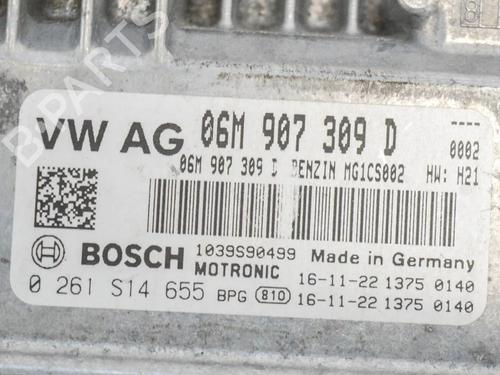 VW AG 06M 907 309 D 0002
06M 907 309 D BENZIN MG1CS002 HW: H21
BOSCH 1039S90499 Made in Germany
MOTRONIC 16-11-22 1375 0140
0 261 S14 655 BPG 810 16-11-22 1375 0140
B-PARTS